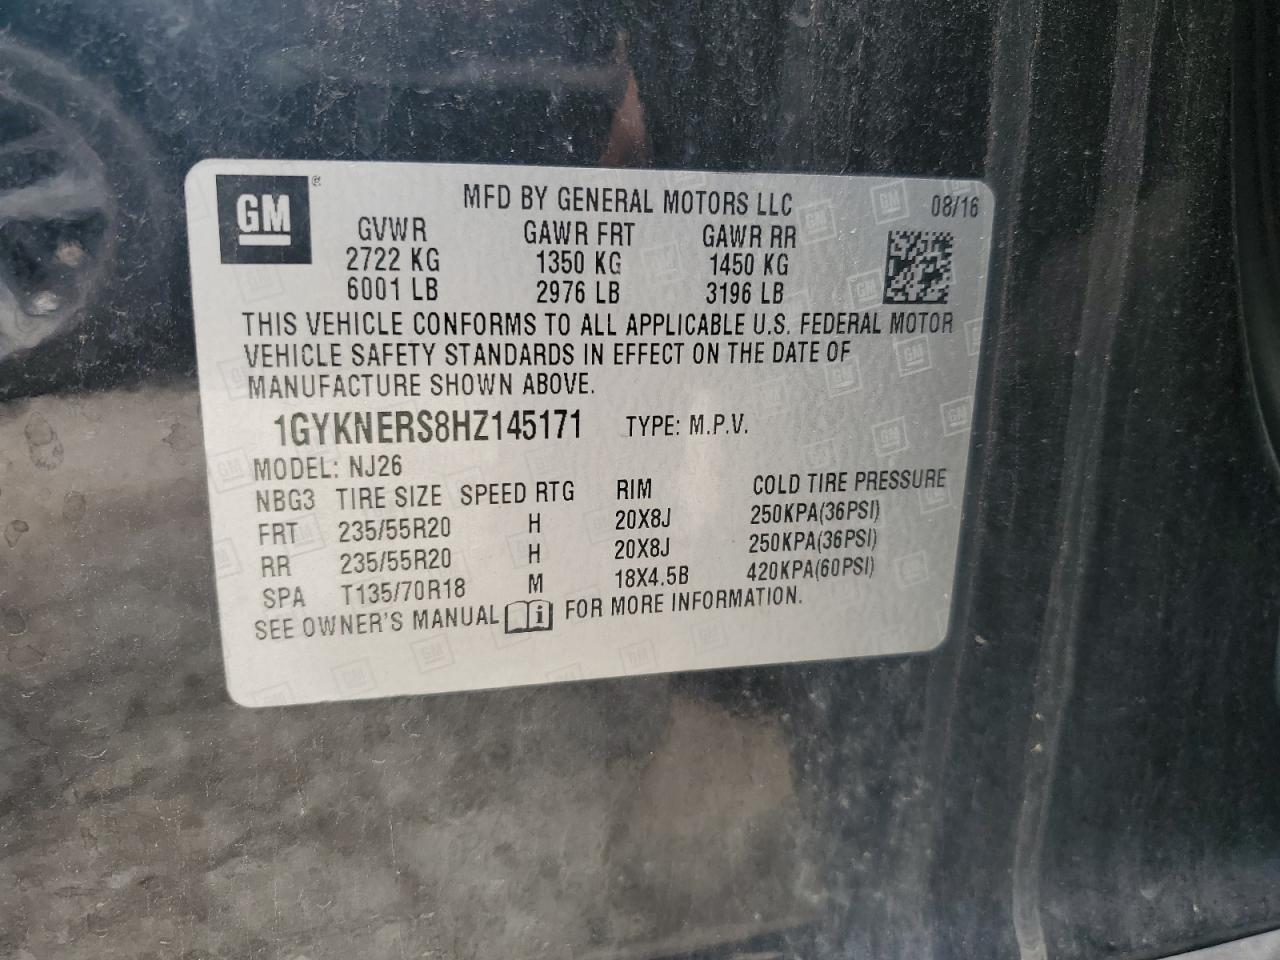 GM ® MFD BY GENERAL MOTORS LLC 08/16
GVWR GAWR FRT GAWR RR
2722 KG 1350 KG 1450 KG
6001 LB 2976 LB 3196 LB
THIS VEHICLE CONFORMS TO ALL APPLICABLE U.S. FEDERAL MOTOR
VEHICLE SAFETY STANDARDS IN EFFECT ON THE DATE OF
MANUFACTURE SHOWN ABOVE.
1GYKNERS8HZ145171 TYPE: M.P.V.
MODEL: NJ26
NBG3 TIRE SIZE SPEED RTG RIM COLD TIRE PRESSURE
FRT 235/55R20 H 20X8J 250KPA(36PSI)
RR 235/55R20 H 20X8J 250KPA(36PSI)
SPA T135/70R18 M 18X4.5B 420KPA(60PSI)
SEE OWNER'S MANUAL i FOR MORE INFORMATION.